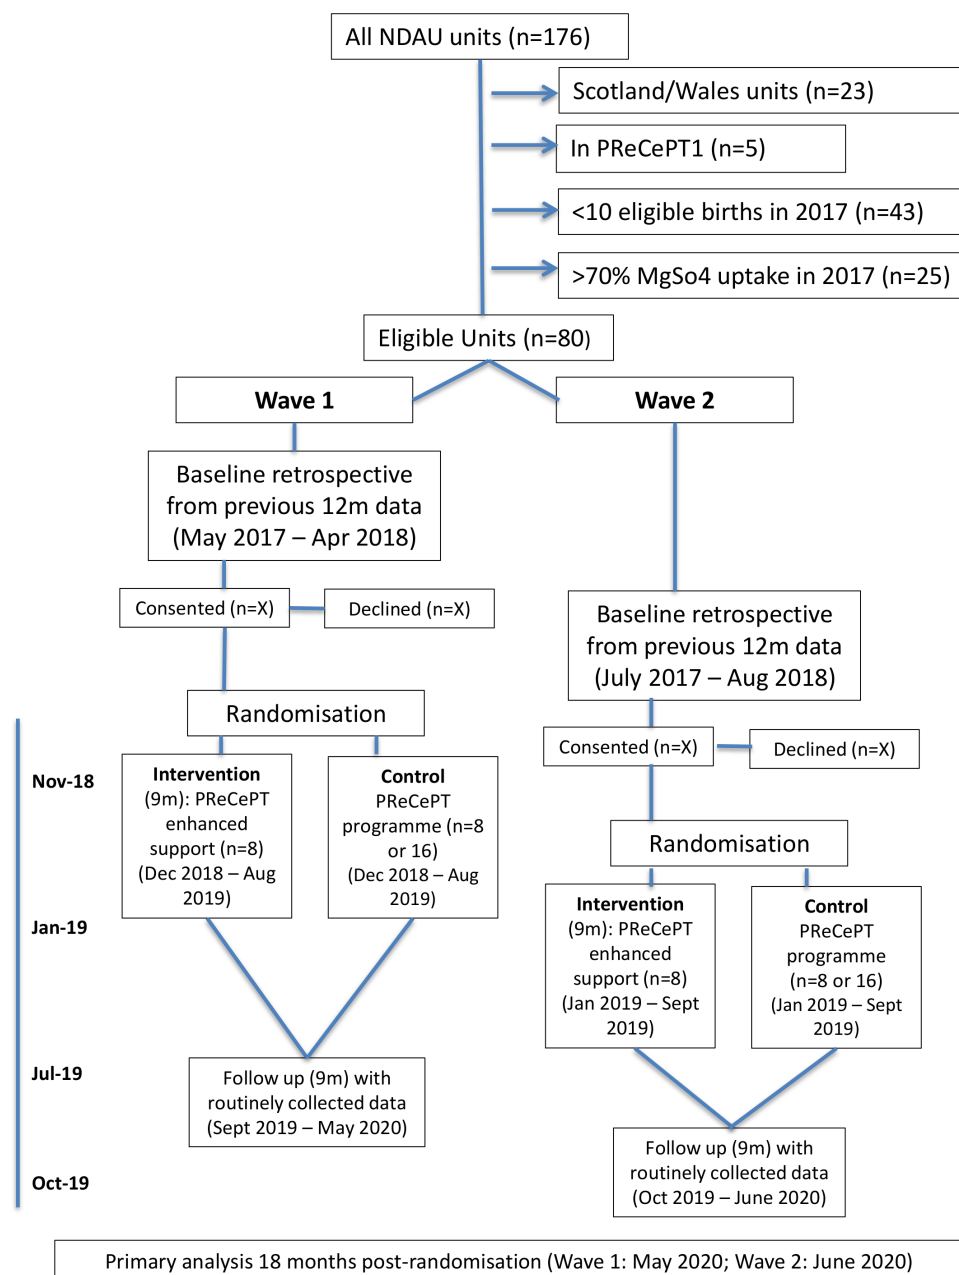 All NDAU units (n=176)
Scotland/Wales units (n=23)
In PReCePT1 (n=5)
<10 eligible births in 2017 (n=43)
>70% MgSo4 uptake in 2017 (n=25)
Eligible Units (n=80)
Wave 1
Wave 2
Baseline retrospective
from previous 12m data
(May 2017 – Apr 2018)
Consented (n=X)
Declined (n=X)
Baseline retrospective
from previous 12m data
(July 2017 – Aug 2018)
Consented (n=X)
Declined (n=X)
Randomisation
Nov-18
Intervention
(9m): PReCePT
enhanced
support (n=8)
(Dec 2018 – Aug
2019)
Control
PReCePT
programme (n=8
or 16)
(Dec 2018 – Aug
2019)
Randomisation
Jan-19
Intervention
(9m): PReCePT
enhanced
support (n=8)
(Jan 2019 – Sept
2019)
Control
PReCePT
programme
(n=8 or 16)
(Jan 2019 – Sept
2019)
Jul-19
Follow up (9m) with
routinely collected data
(Sept 2019 – May 2020)
Follow up (9m) with
routinely collected data
(Oct 2019 – June 2020)
Oct-19
Primary analysis 18 months post-randomisation (Wave 1: May 2020; Wave 2: June 2020)